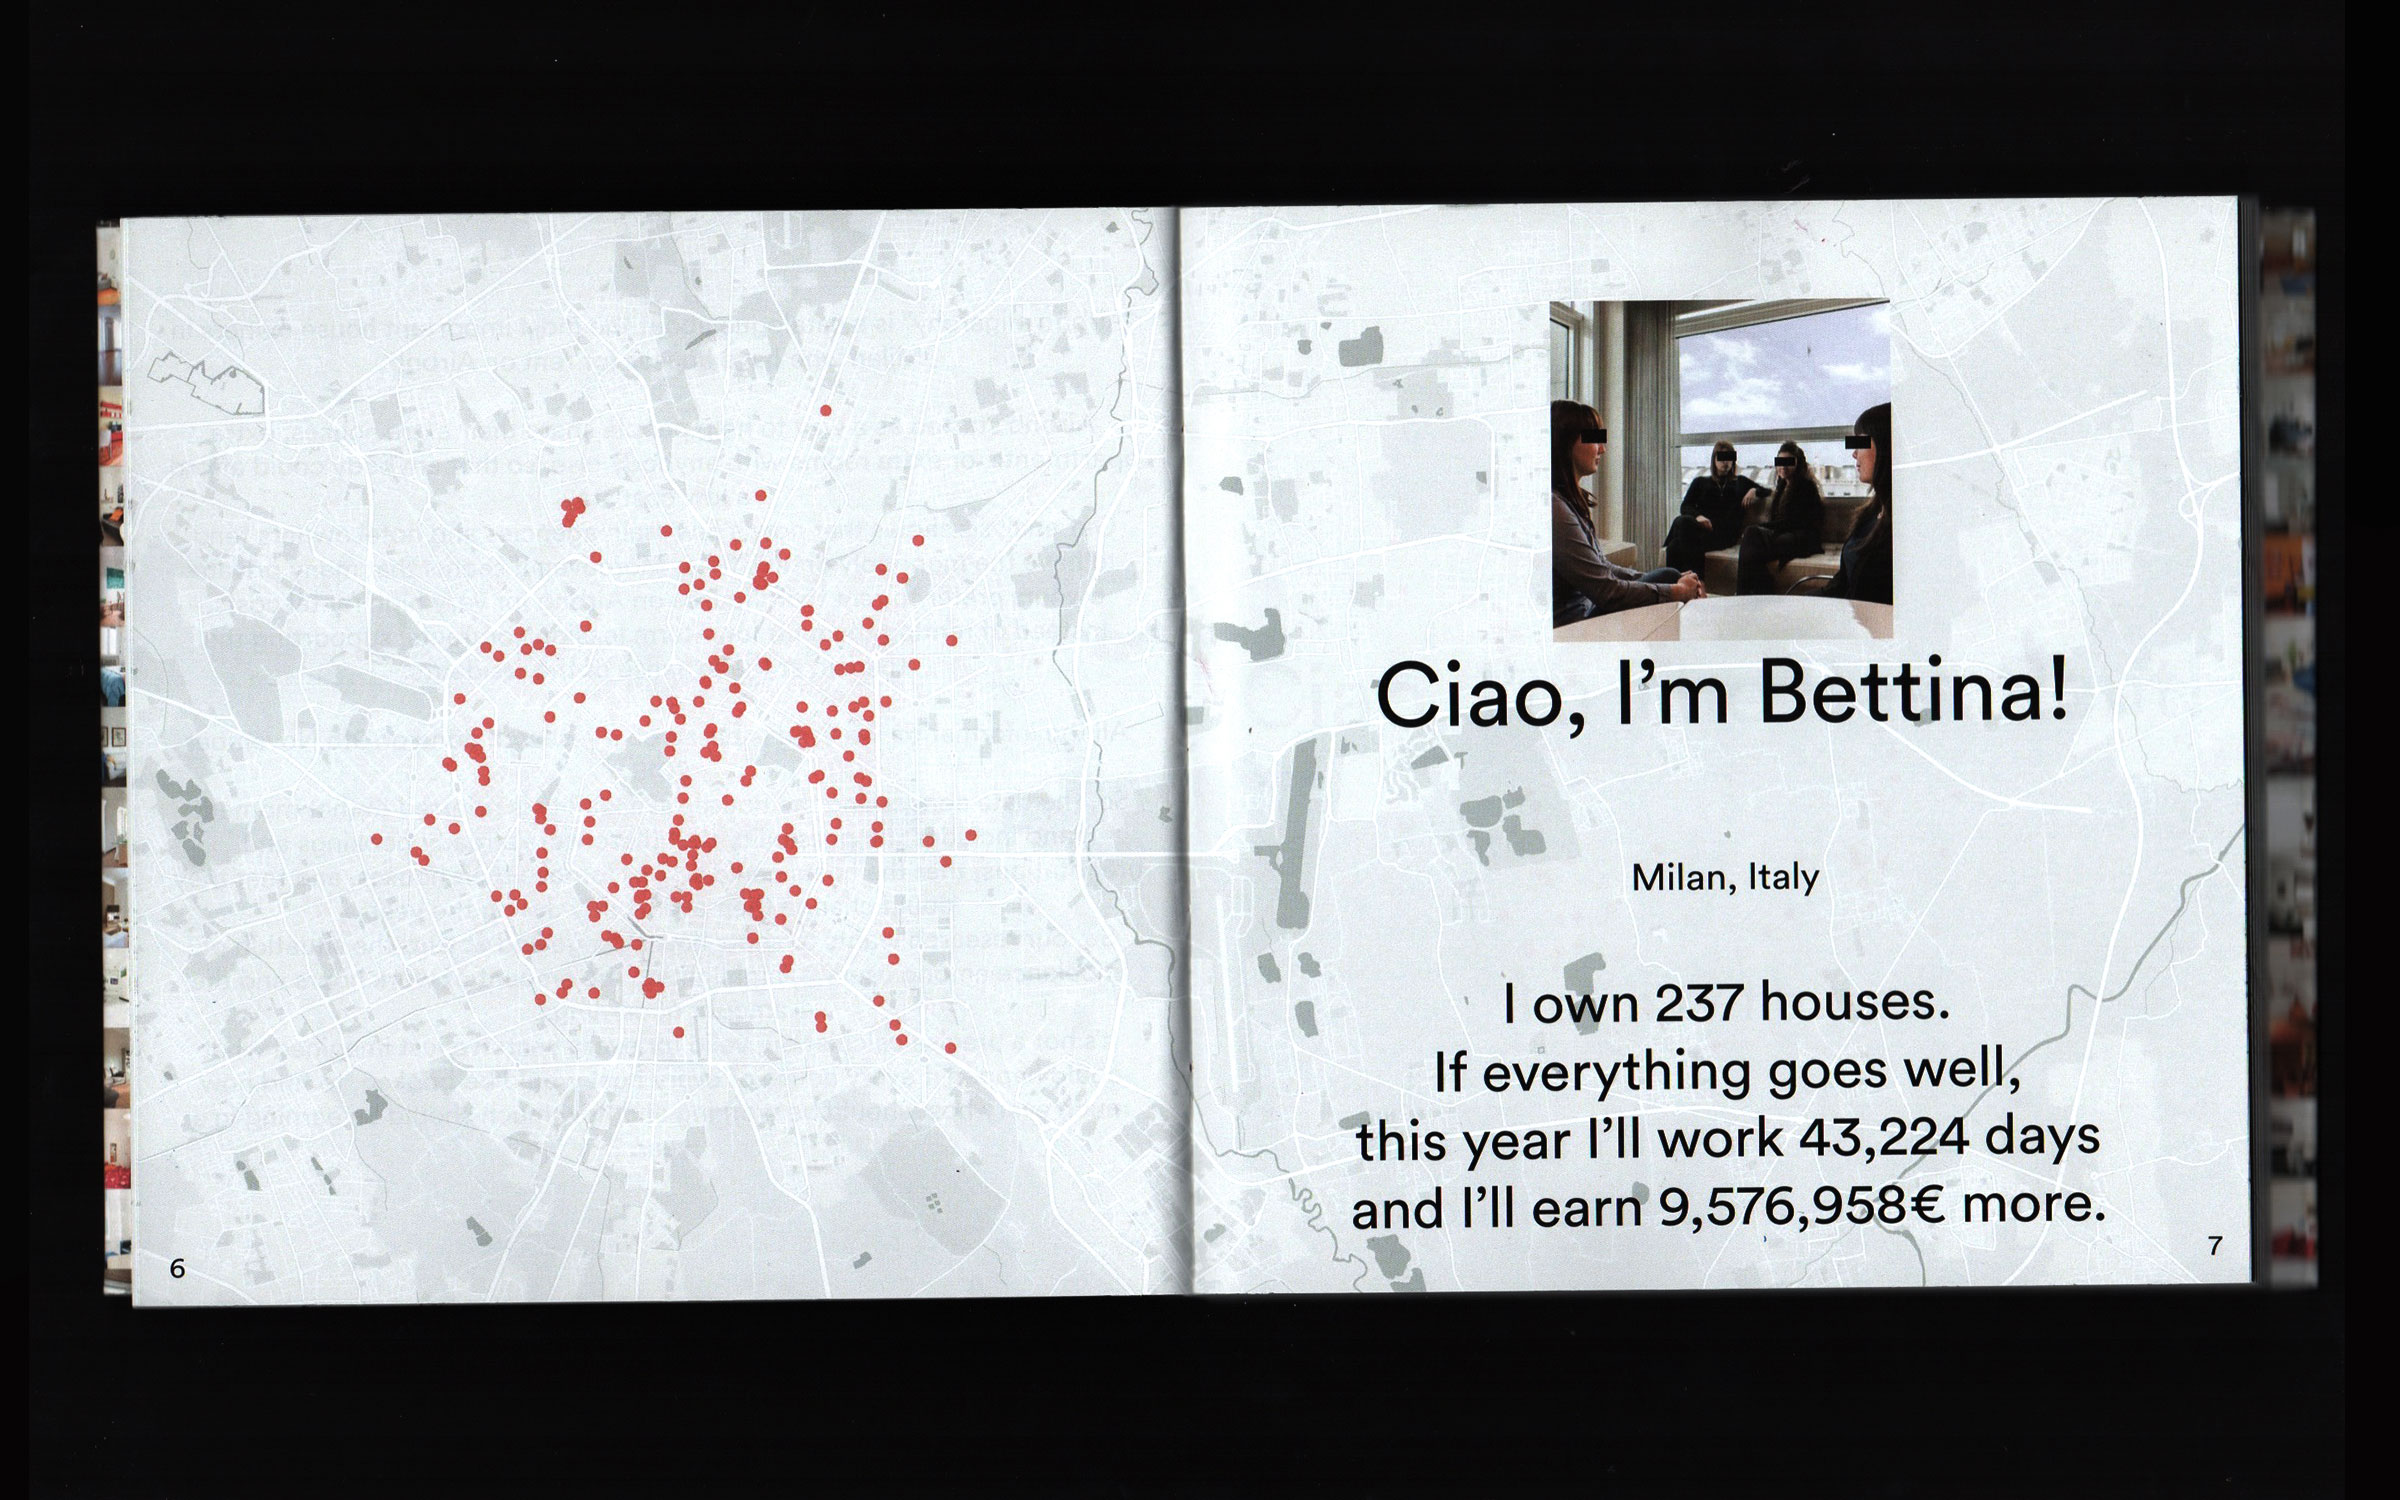 Ciao, I'm Bettina!
Milan, Italy
I own 237 houses.
If everything goes well,
this year I'll work 43,224 days
and I'll earn 9,576,958€ more.
6
7